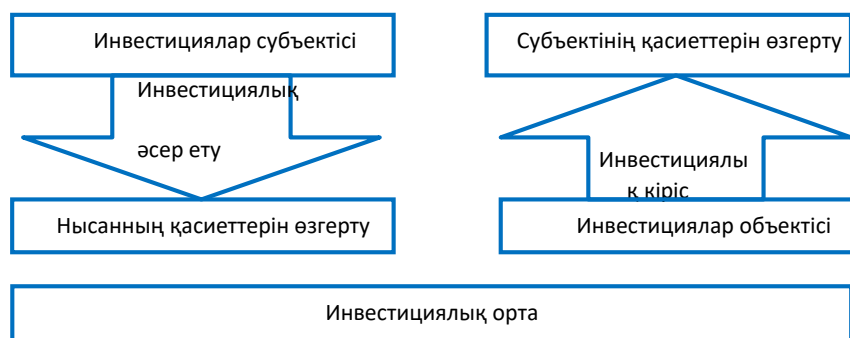 Инвестициялар субъектісі
Субъектінің қасиеттерін өзгерту
Инвестициялық
әсер ету
Инвестициялы
қ кіріс
Нысанның қасиеттерін өзгерту
Инвестициялар объектісі
Инвестициялық орта